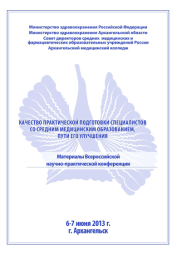 Министерство здравоохранения Российской Федерации
Министерство здравоохранения Архангельской области
Совет директоров средних медицинских и
фармацевтических образовательных учреждений России
Архангельский медицинский колледж
КАЧЕСТВО ПРАКТИЧЕСКОЙ ПОДГОТОВКИ СПЕЦИАЛИСТОВ
СО СРЕДНИМ МЕДИЦИНСКИМ ОБРАЗОВАНИЕМ,
ПУТИ ЕГО УЛУЧШЕНИЯ
Материалы Всероссийской
научно-практической конференции
6-7 июня 2013 г.
г. Архангельск